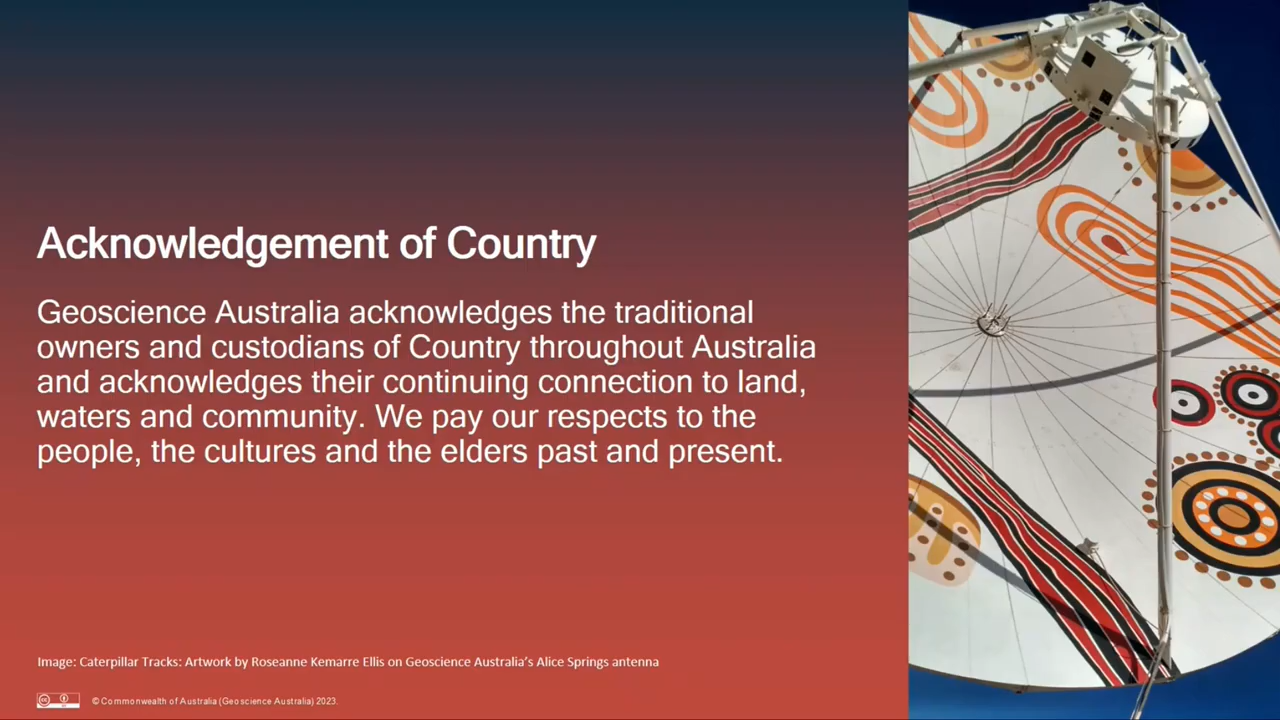 Acknowledgement of Country
Geoscience Australia acknowledges the traditional
owners and custodians of Country throughout Australia
and acknowledges their continuing connection to land,
waters and community. We pay our respects to the
people, the cultures and the elders past and present.
Image: Caterpillar Tracks: Artwork by Roseanne Kemarre Ellis on Geoscience Australia's Alice Springs antenna
© Commonwealth of Australia (Geoscience Australia) 2023.